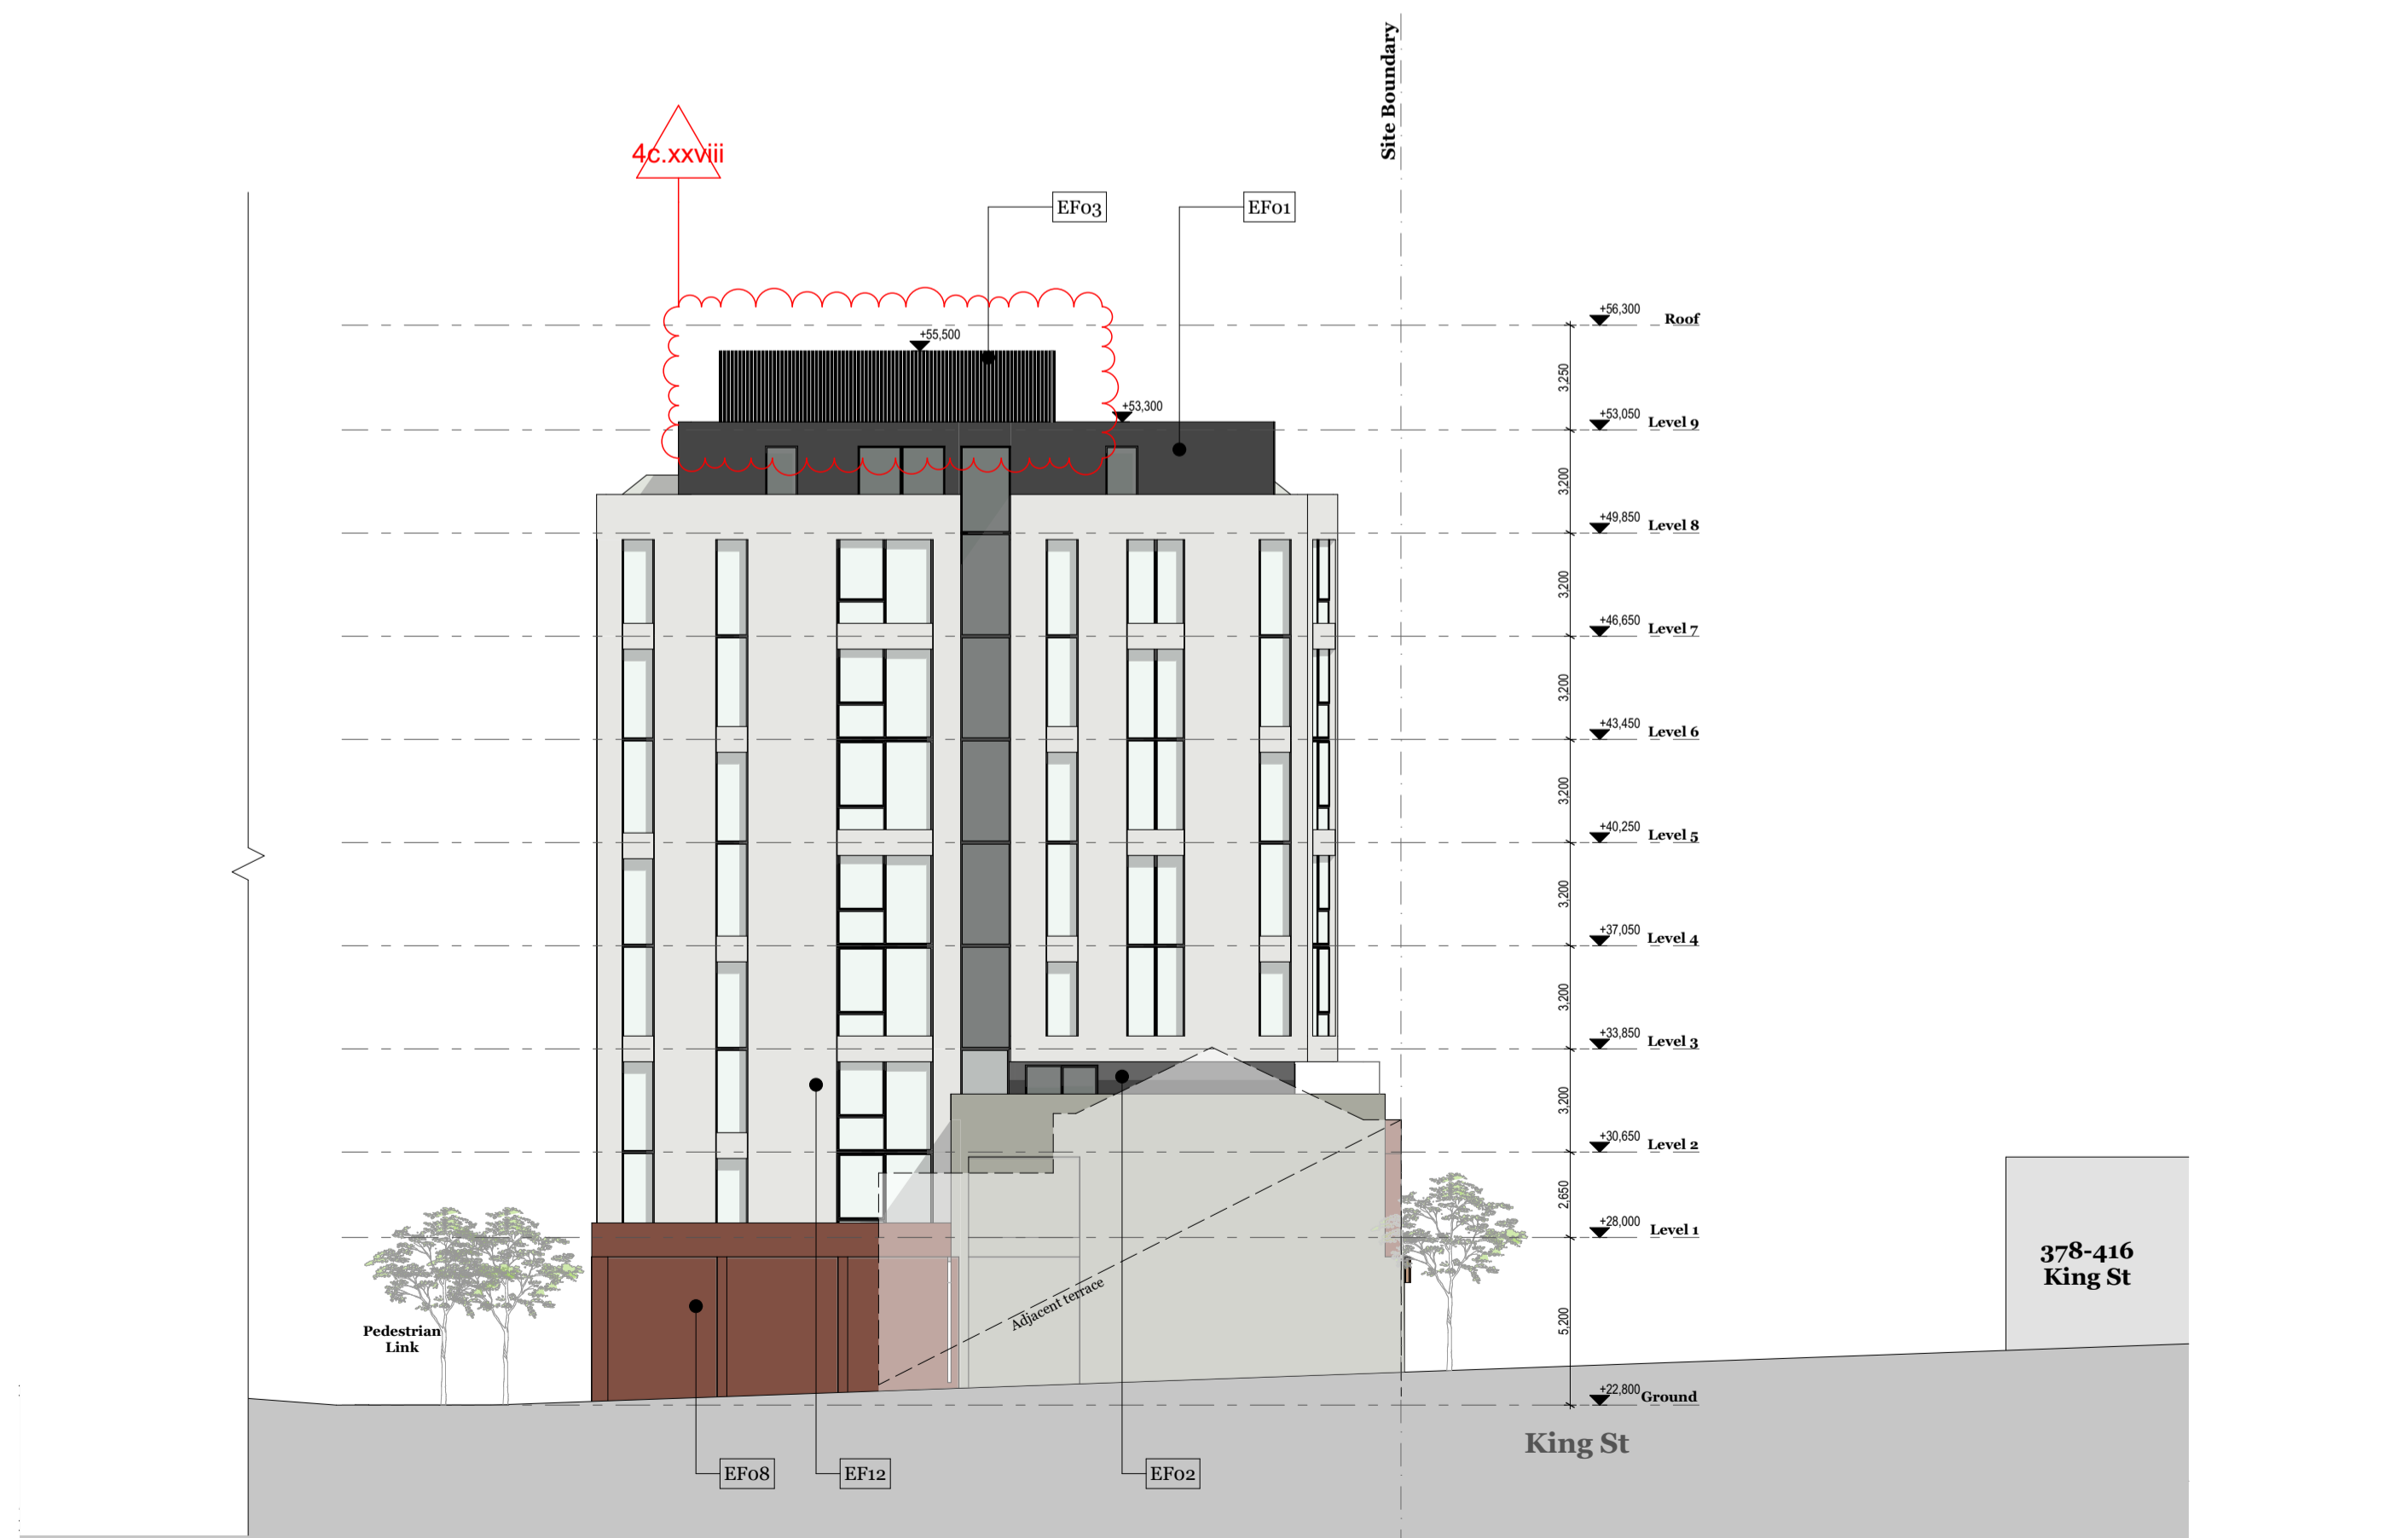 Site Boundary
4c.xxviii
EF03
EF01
+56,300
Roof
+55,500
3,250
+53,300
+53,050
Level 9
3,200
+49,850
Level 8
3,200
+46,650
Level 7
3,200
+43,450
Level 6
3,200
+40,250
Level 5
3,200
+37,050
Level 4
3,200
+33,850
Level 3
3,200
+30,650
Level 2
2,650
+28,000
Level 1
378-416
King St
Adjacent terrace
5,200
Pedestrian
Link
+22,800
Ground
King St
EF08
EF12
EF02